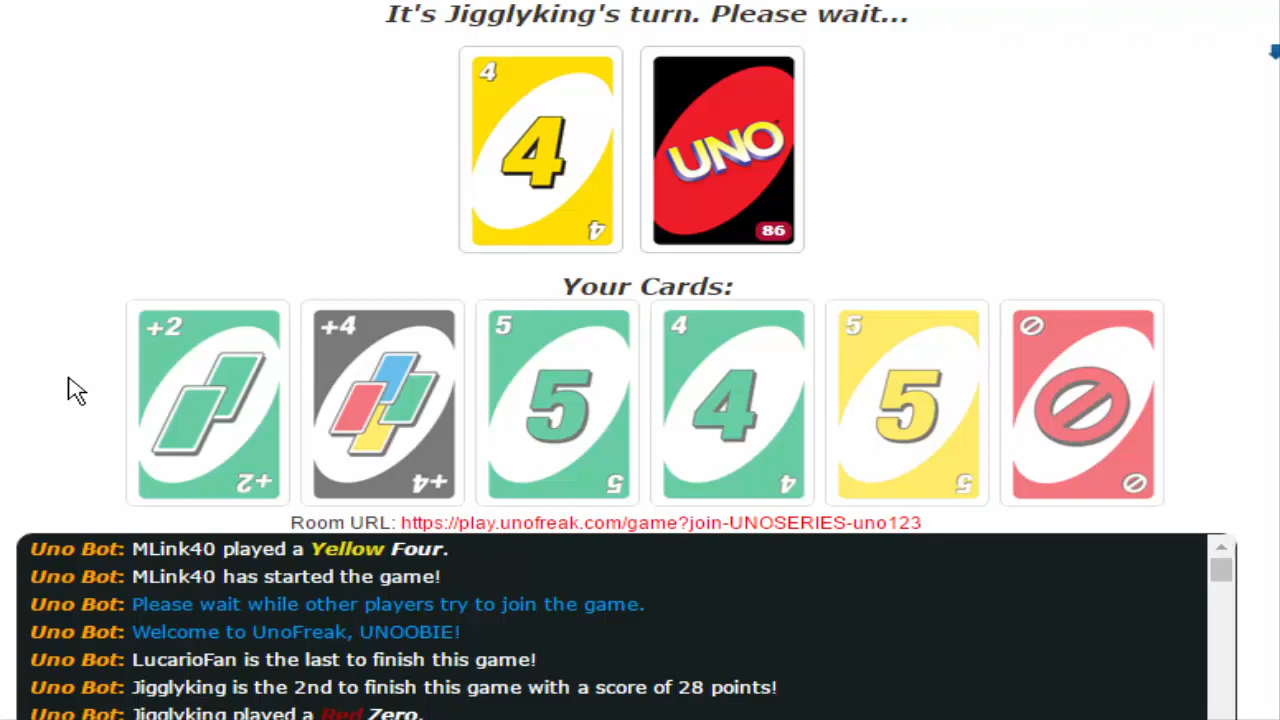 It's Jigglyking's turn. Please wait...
4
4
4
UNO
86
Your Cards:
+2 +4 5 4 5
5 4 5
+2 +4 5 4 5
Room URL: https://play.unofreak.com/game?join-UNOSERIES-uno123
Uno Bot: MLink40 played a Yellow Four.
Uno Bot: MLink40 has started the game!
Uno Bot: Please wait while other players try to join the game.
Uno Bot: Welcome to UnoFreak, UNOOBIE!
Uno Bot: LucarioFan is the last to finish this game!
Uno Bot: Jigglyking is the 2nd to finish this game with a score of 28 points!
Uno Bot: Jigglyking played a Red Zero.